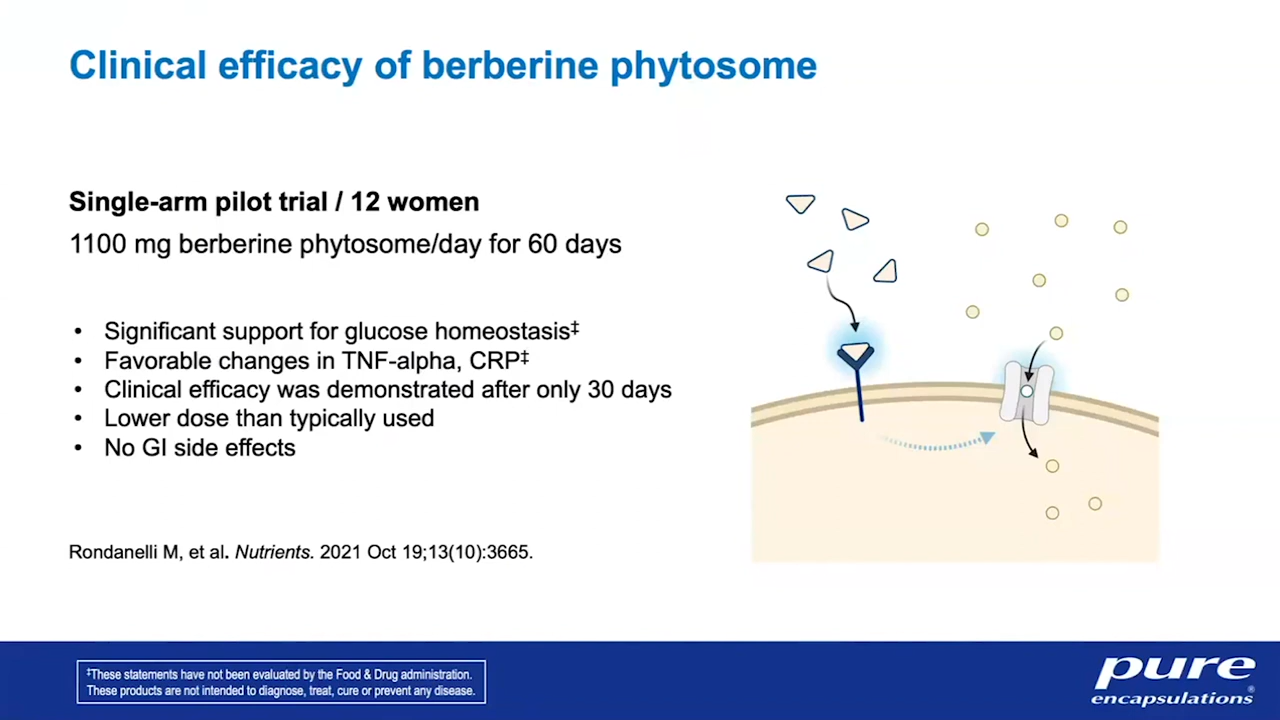 Clinical efficacy of berberine phytosome
Single-arm pilot trial / 12 women
1100 mg berberine phytosome/day for 60 days
• Significant support for glucose homeostasis‡
• Favorable changes in TNF-alpha, CRP‡
• Clinical efficacy was demonstrated after only 30 days
• Lower dose than typically used
• No GI side effects
Rondanelli M, et al. Nutrients. 2021 Oct 19;13(10):3665.
‡These statements have not been evaluated by the Food & Drug administration.
These products are not intended to diagnose, treat, cure or prevent any disease.
pure
encapsulations®